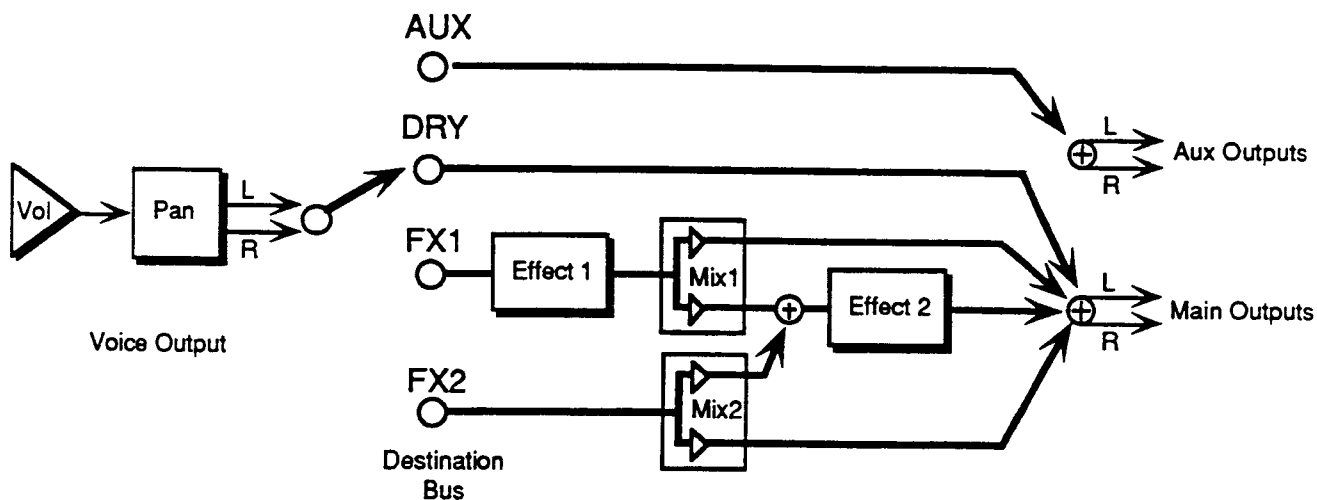 AUX
DRY
L
R
Aux Outputs
Vol
Pan
L
R
FX1
Effect 1
Mix1
Effect 2
L
R
Main Outputs
Voice Output
FX2
Mix2
Destination
Bus